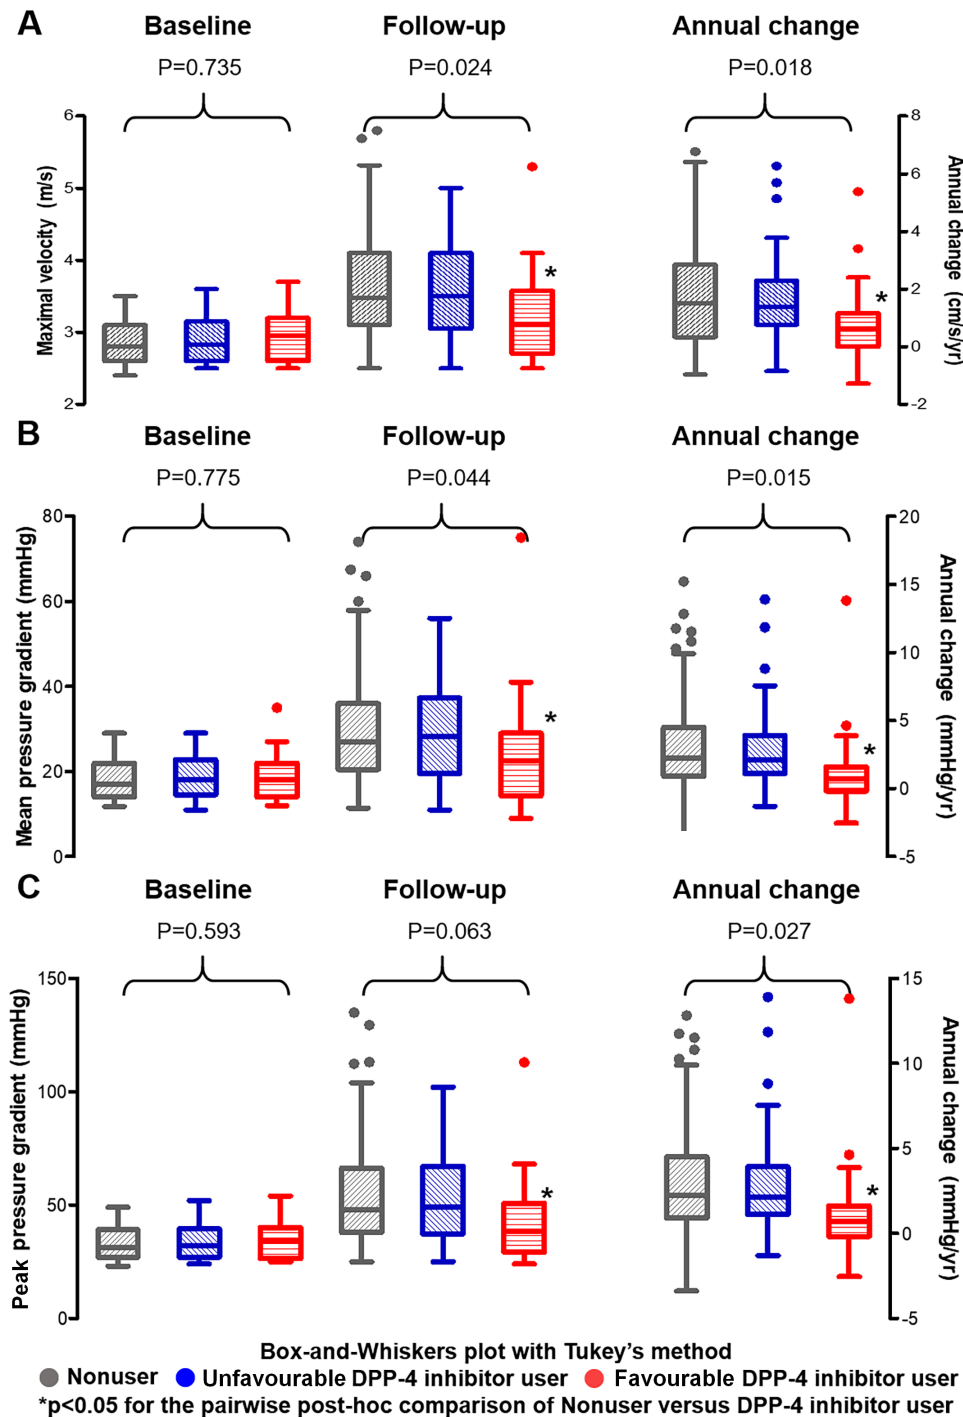 A
Baseline Follow-up Annual change
P=0.735 P=0.024 P=0.018
6 8
5 6
4 4
3 2
2 0
-2
Maximal velocity (m/s)
Annual change (cm/s/yr)
*
*
B
Baseline Follow-up Annual change
P=0.775 P=0.044 P=0.015
80 20
60 15
40 10
20 5
0 0
-5
Mean pressure gradient (mmHg)
Annual change (mmHg/yr)
*
*
C
Baseline Follow-up Annual change
P=0.593 P=0.063 P=0.027
150 15
100 10
50 5
0 0
-5
Peak pressure gradient (mmHg)
Annual change (mmHg/yr)
*
*
Box-and-Whiskers plot with Tukey's method
Nonuser Unfavourable DPP-4 inhibitor user Favourable DPP-4 inhibitor user
*p<0.05 for the pairwise post-hoc comparison of Nonuser versus DPP-4 inhibitor user